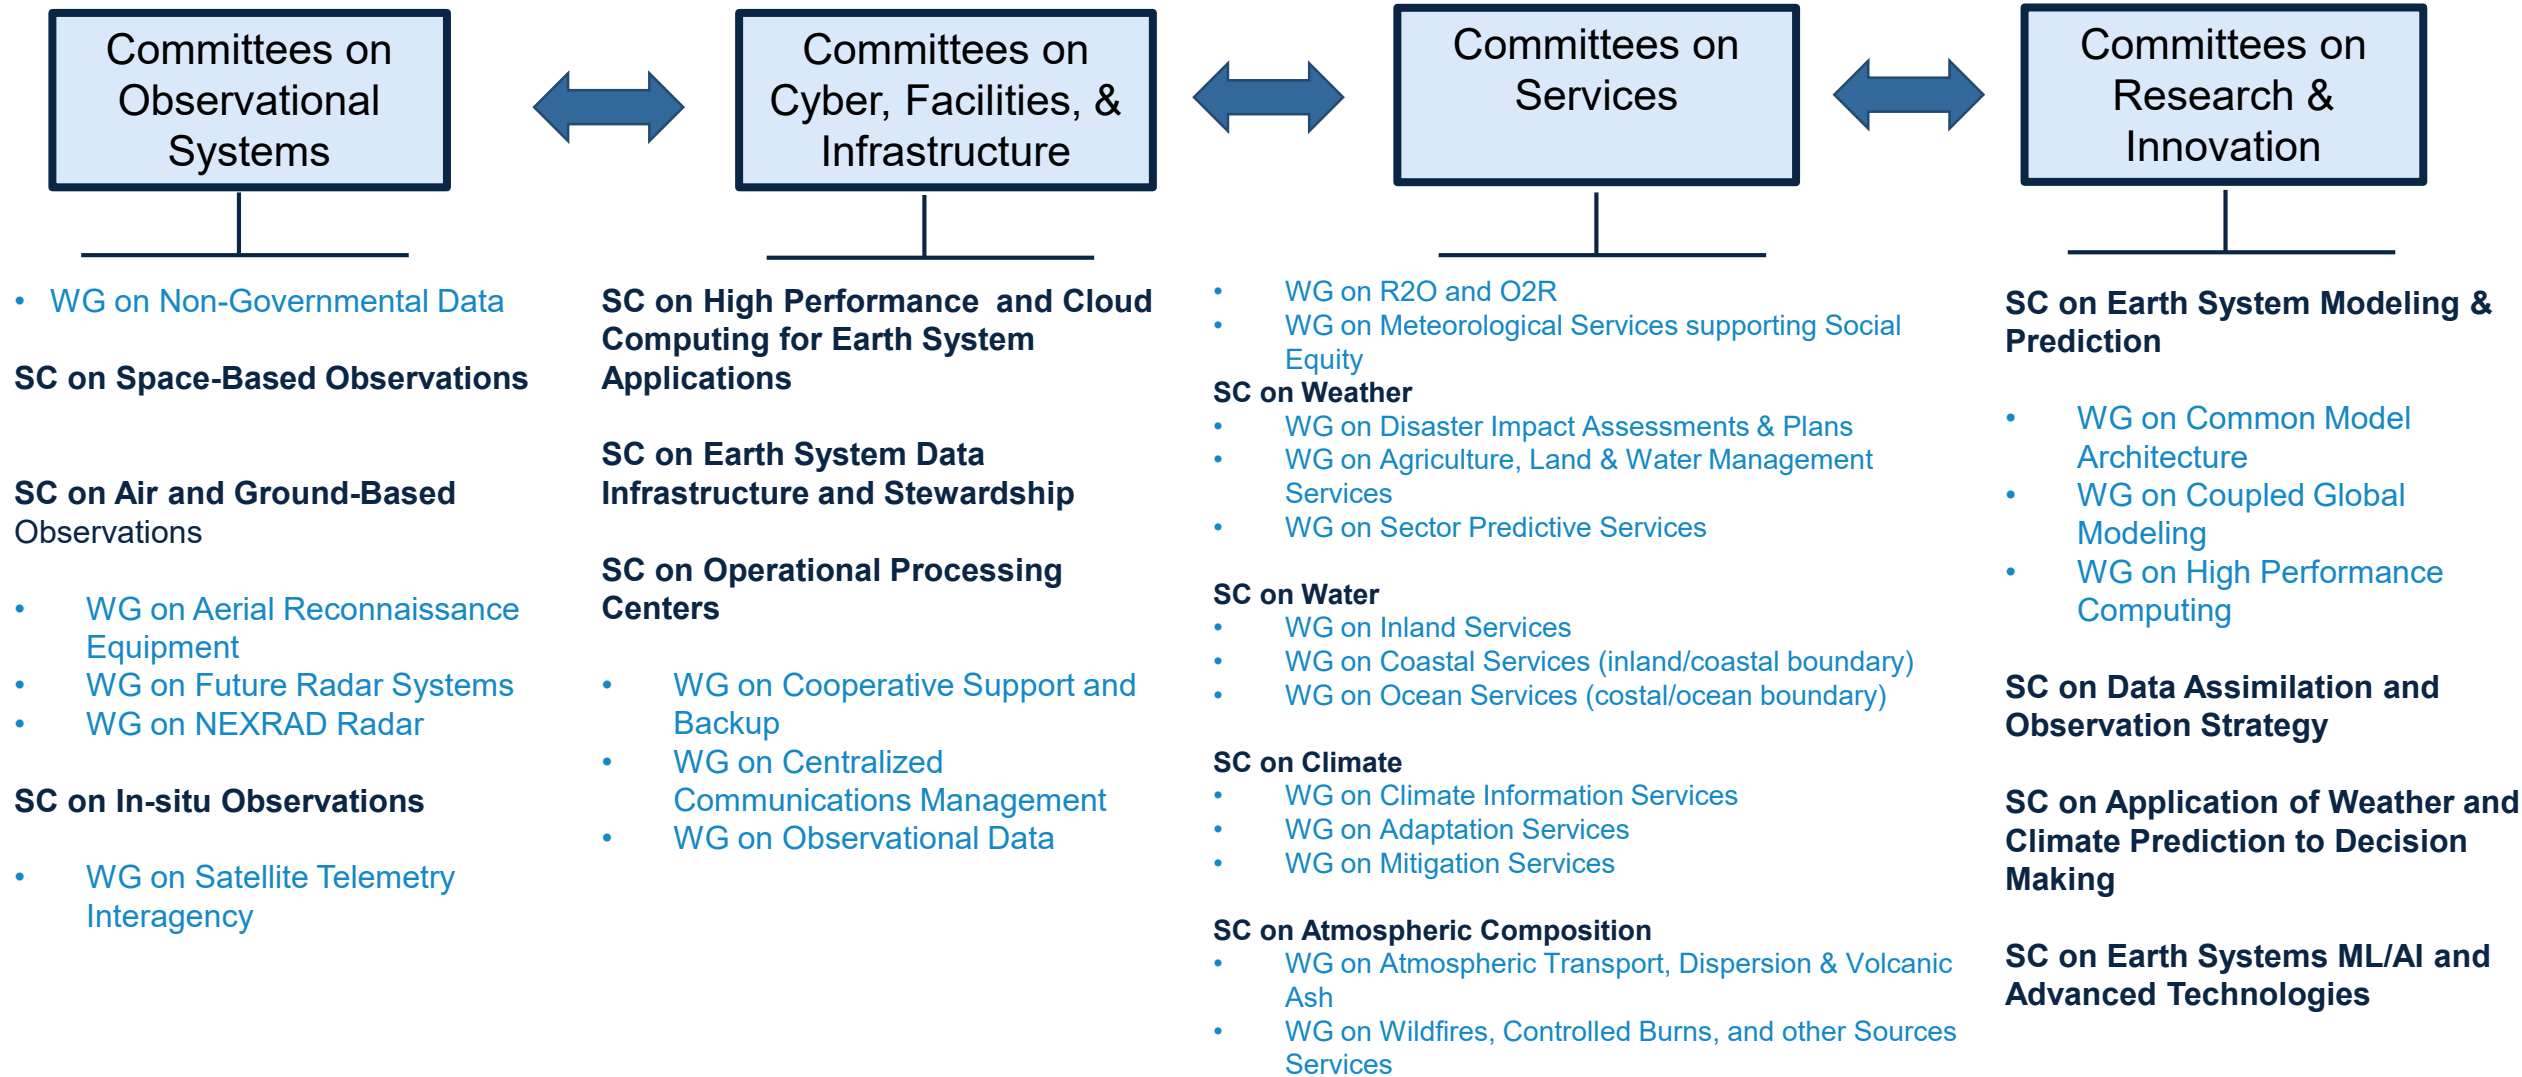 Committees on
Observational
Systems
Committees on
Cyber, Facilities, &
Infrastructure
Committees on
Services
Committees on
Research &
Innovation
• WG on Non-Governmental Data
SC on Space-Based Observations
SC on Air and Ground-Based
Observations
• WG on Aerial Reconnaissance
Equipment
• WG on Future Radar Systems
• WG on NEXRAD Radar
SC on In-situ Observations
• WG on Satellite Telemetry
Interagency
SC on High Performance and Cloud
Computing for Earth System
Applications
SC on Earth System Data
Infrastructure and Stewardship
SC on Operational Processing
Centers
• WG on Cooperative Support and
Backup
• WG on Centralized
Communications Management
• WG on Observational Data
• WG on R2O and O2R
• WG on Meteorological Services supporting Social
Equity
SC on Weather
• WG on Disaster Impact Assessments & Plans
• WG on Agriculture, Land & Water Management
Services
• WG on Sector Predictive Services
SC on Water
• WG on Inland Services
• WG on Coastal Services (inland/coastal boundary)
• WG on Ocean Services (costal/ocean boundary)
SC on Climate
• WG on Climate Information Services
• WG on Adaptation Services
• WG on Mitigation Services
SC on Atmospheric Composition
• WG on Atmospheric Transport, Dispersion & Volcanic
Ash
• WG on Wildfires, Controlled Burns, and other Sources
Services
SC on Earth System Modeling &
Prediction
• WG on Common Model
Architecture
• WG on Coupled Global
Modeling
• WG on High Performance
Computing
SC on Data Assimilation and
Observation Strategy
SC on Application of Weather and
Climate Prediction to Decision
Making
SC on Earth Systems ML/AI and
Advanced Technologies